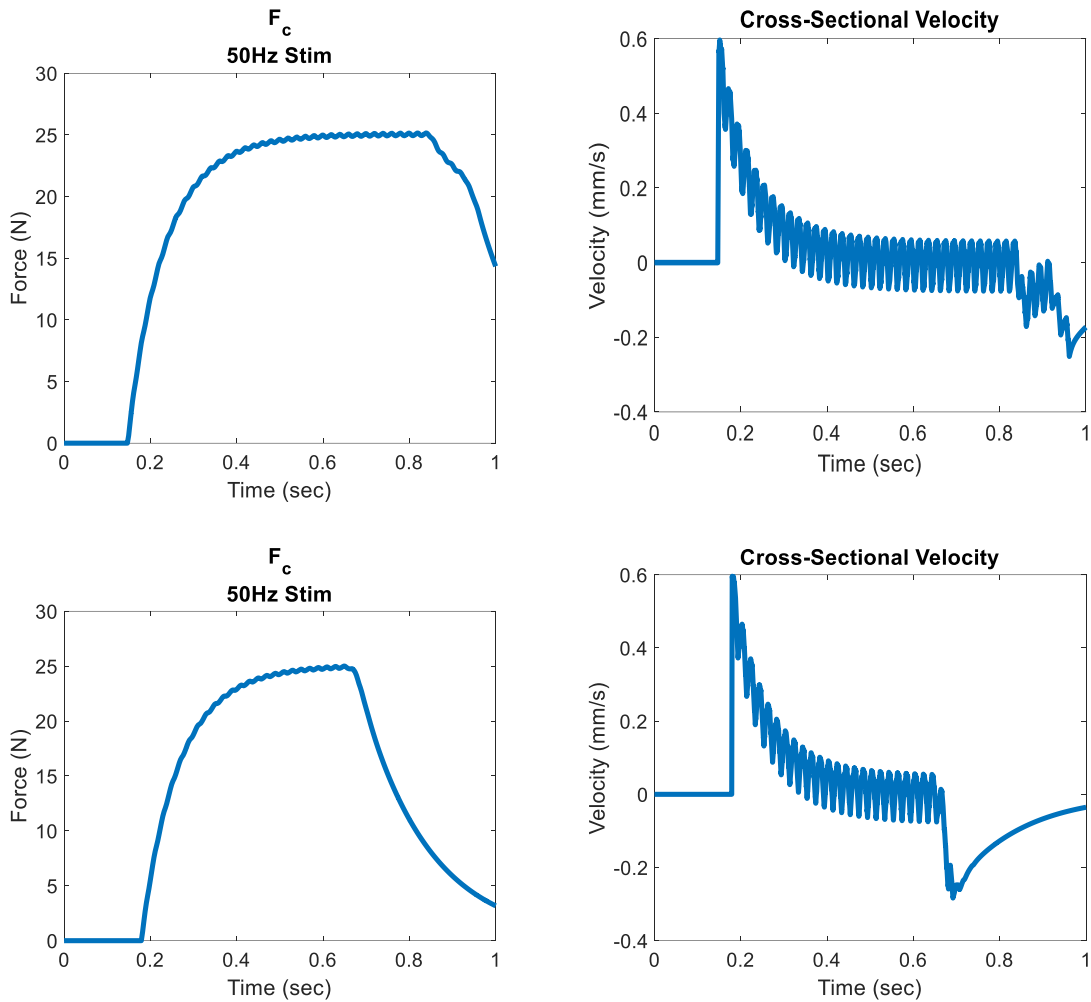 F_c
50Hz Stim
30
25
20
15
10
5
0
Force (N)
0 0.2 0.4 0.6 0.8 1
Time (sec)
Cross-Sectional Velocity
0.6
0.4
0.2
0
-0.2
-0.4
Velocity (mm/s)
0 0.2 0.4 0.6 0.8 1
Time (sec)
F_c
50Hz Stim
30
25
20
15
10
5
0
Force (N)
0 0.2 0.4 0.6 0.8 1
Time (sec)
Cross-Sectional Velocity
0.6
0.4
0.2
0
-0.2
-0.4
Velocity (mm/s)
0 0.2 0.4 0.6 0.8 1
Time (sec)